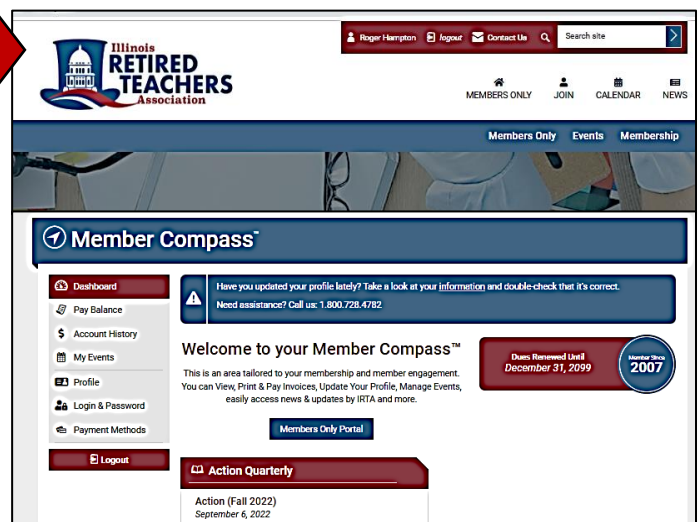 Roger Hampton logout Contact Us Search site
Illinois
RETIRED
TEACHERS
Association
MEMBERS ONLY JOIN CALENDAR NEWS
Members Only Events Membership
Member Compass™
Dashboard
Pay Balance
Account History
My Events
Profile
Login & Password
Payment Methods
Logout
Have you updated your profile lately? Take a look at your information and double-check that it's correct.
Need assistance? Call us: 1.800.728.4782
Welcome to your Member Compass™
This is an area tailored to your membership and member engagement.
You can View, Print & Pay Invoices, Update Your Profile, Manage Events,
easily access news & updates by IRTA and more.
Members Only Portal
Dues Renewed Until
December 31, 2099
Member Since
2007
Action Quarterly
Action (Fall 2022)
September 6, 2022